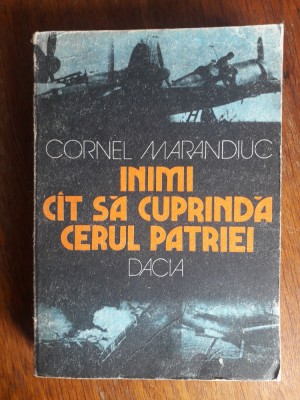 CORNEL MARANDIUC
INIMI
CÎT SĂ CUPRINDĂ
CERUL PATRIEI
DACIA